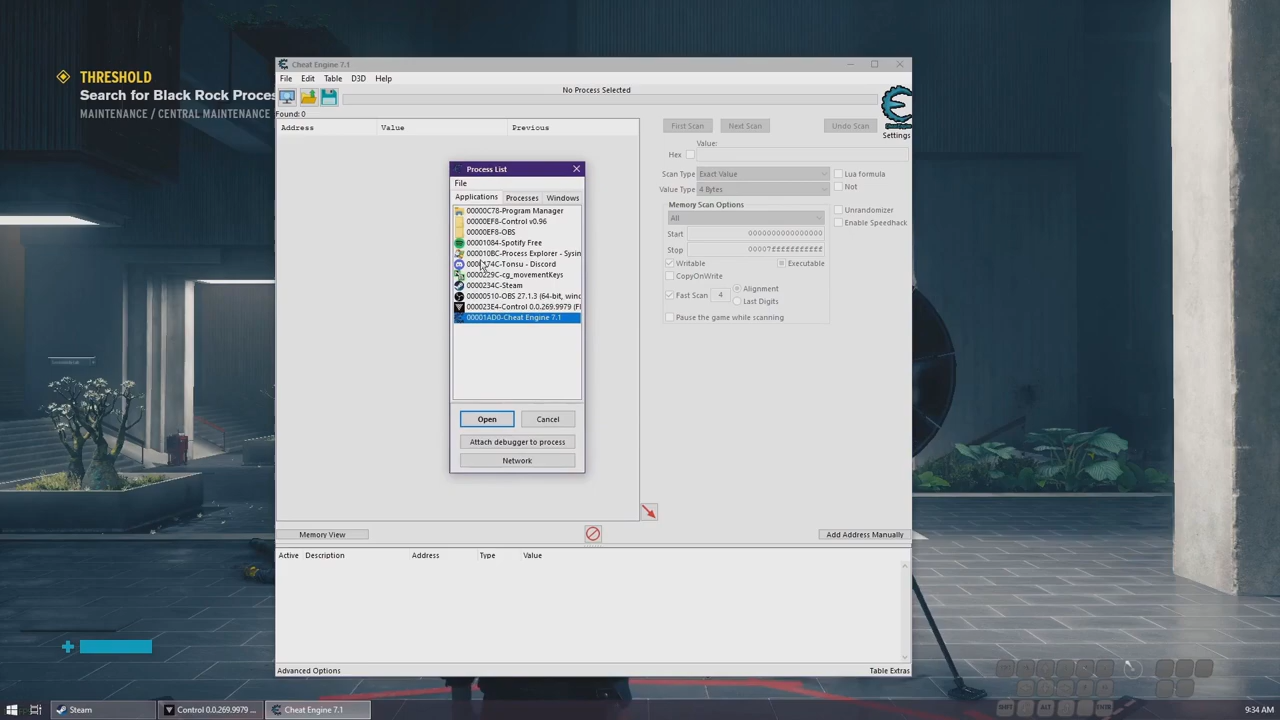 THRESHOLD
Search for Black Rock Proces
MAINTENANCE / CENTRAL MAINTENANCE
Cheat Engine 7.1
File Edit Table D3D Help
No Process Selected
Found: 0
Settings
Address Value Previous
First Scan Next Scan Undo Scan
Value:
Hex
Scan Type Exact Value Lua formula
Value Type 4 Bytes Not
Memory Scan Options
All
Unrandomizer
Enable Speedhack
Start 0000000000000000
Stop 00007fffffffffff
Writable Executable
CopyOnWrite
Fast Scan 4 Alignment
Last Digits
Pause the game while scanning
Process List
File
Applications Processes Windows
00000C78-Program Manager
00000EF8-Control v0.96
00000EF8-OBS
00001084-Spotify Free
000010BC-Process Explorer - Sysin
Tonsu - Discord
0000229C-cg_movementKeys
0000234C-Steam
00000510-OBS 27.1.3 (64-bit, winc
000023E4-Control 0.0.269.9979 (Fl
00001AD0-Cheat Engine 7.1
Open Cancel
Attach debugger to process
Network
Memory View Add Address Manually
Active Description Address Type Value
Advanced Options Table Extras
SHIFT ALT
Steam Control 0.0.269.9979 ... Cheat Engine 7.1 9:34 AM